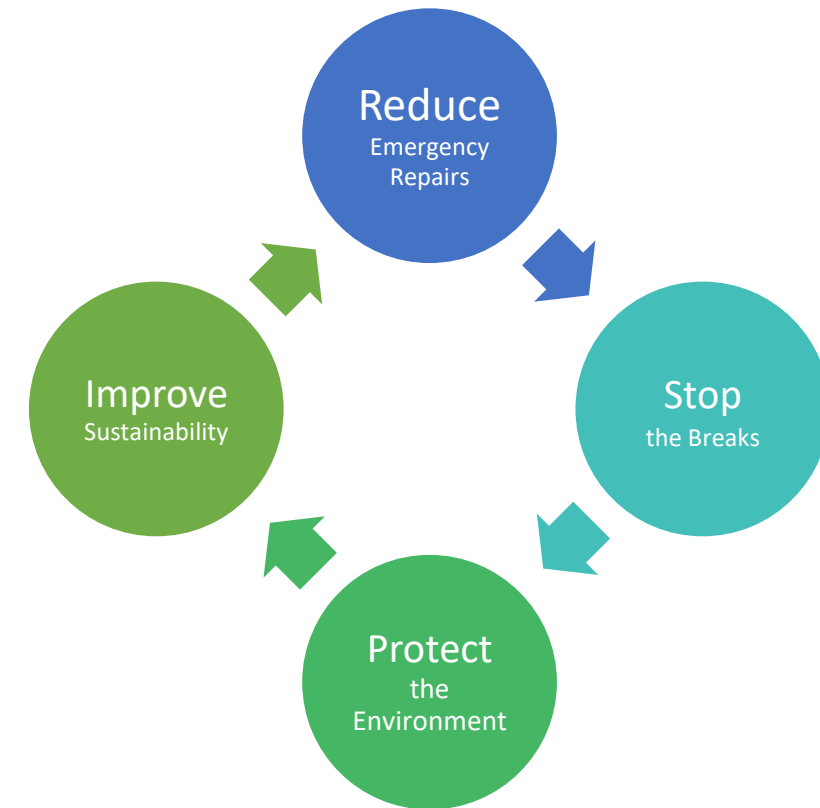 Reduce
Emergency
Repairs
Stop
the Breaks
Protect
the
Environment
Improve
Sustainability